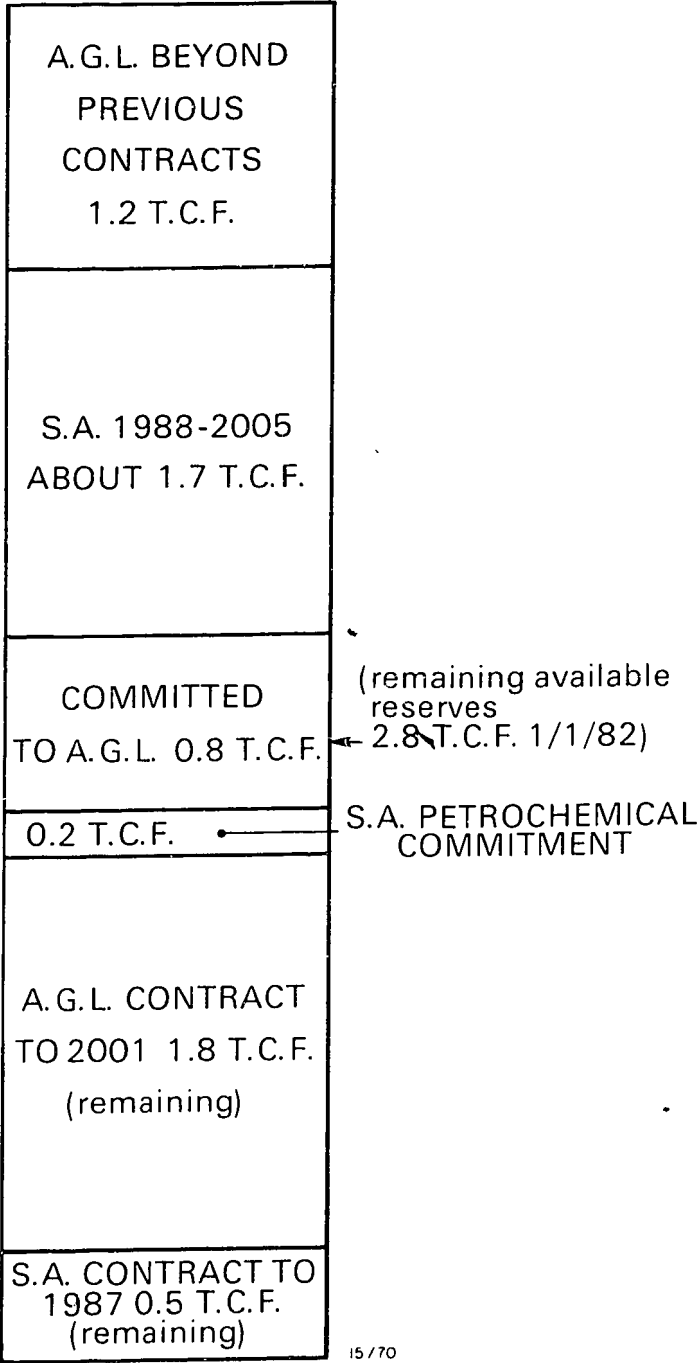 A.G.L. BEYOND
PREVIOUS
CONTRACTS
1.2 T.C.F.
S.A. 1988-2005
ABOUT 1.7 T.C.F.
COMMITTED
TO A.G.L. 0.8 T.C.F.
(remaining available
reserves
2.8 T.C.F. 1/1/82)
0.2 T.C.F.
S.A. PETROCHEMICAL
COMMITMENT
A.G.L. CONTRACT
TO 2001 1.8 T.C.F.
(remaining)
S.A. CONTRACT TO
1987 0.5 T.C.F.
(remaining)
15/70